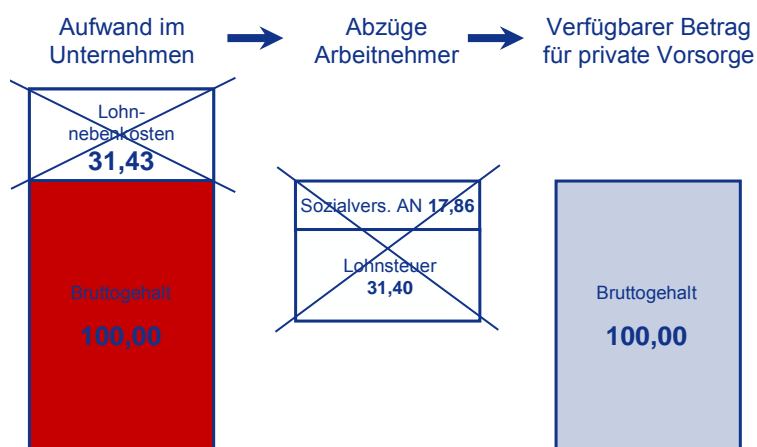 Aufwand im
Unternehmen
Abzüge
Arbeitnehmer
Verfügbarer Betrag
für private Vorsorge
Lohn-
nebenkosten
31,43
Bruttogehalt
100,00
Sozialvers. AN 17,86
Lohnsteuer
31,40
Bruttogehalt
100,00